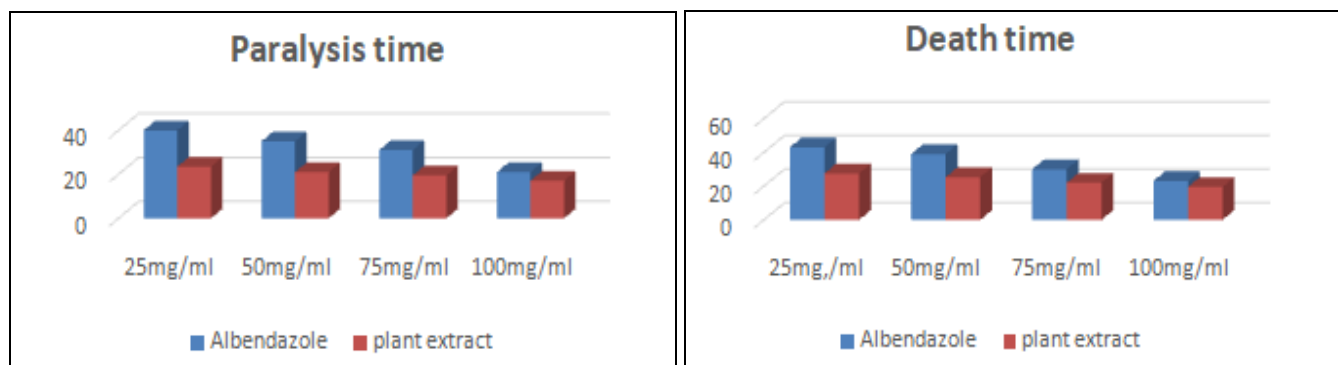 Paralysis time
40
20
0
25mg/ml 50mg/ml 75mg/ml 100mg/ml
Albendazole plant extract
Death time
60
40
20
0
25mg,/ml 50mg/ml 75mg/ml 100mg/ml
Albendazole plant extract